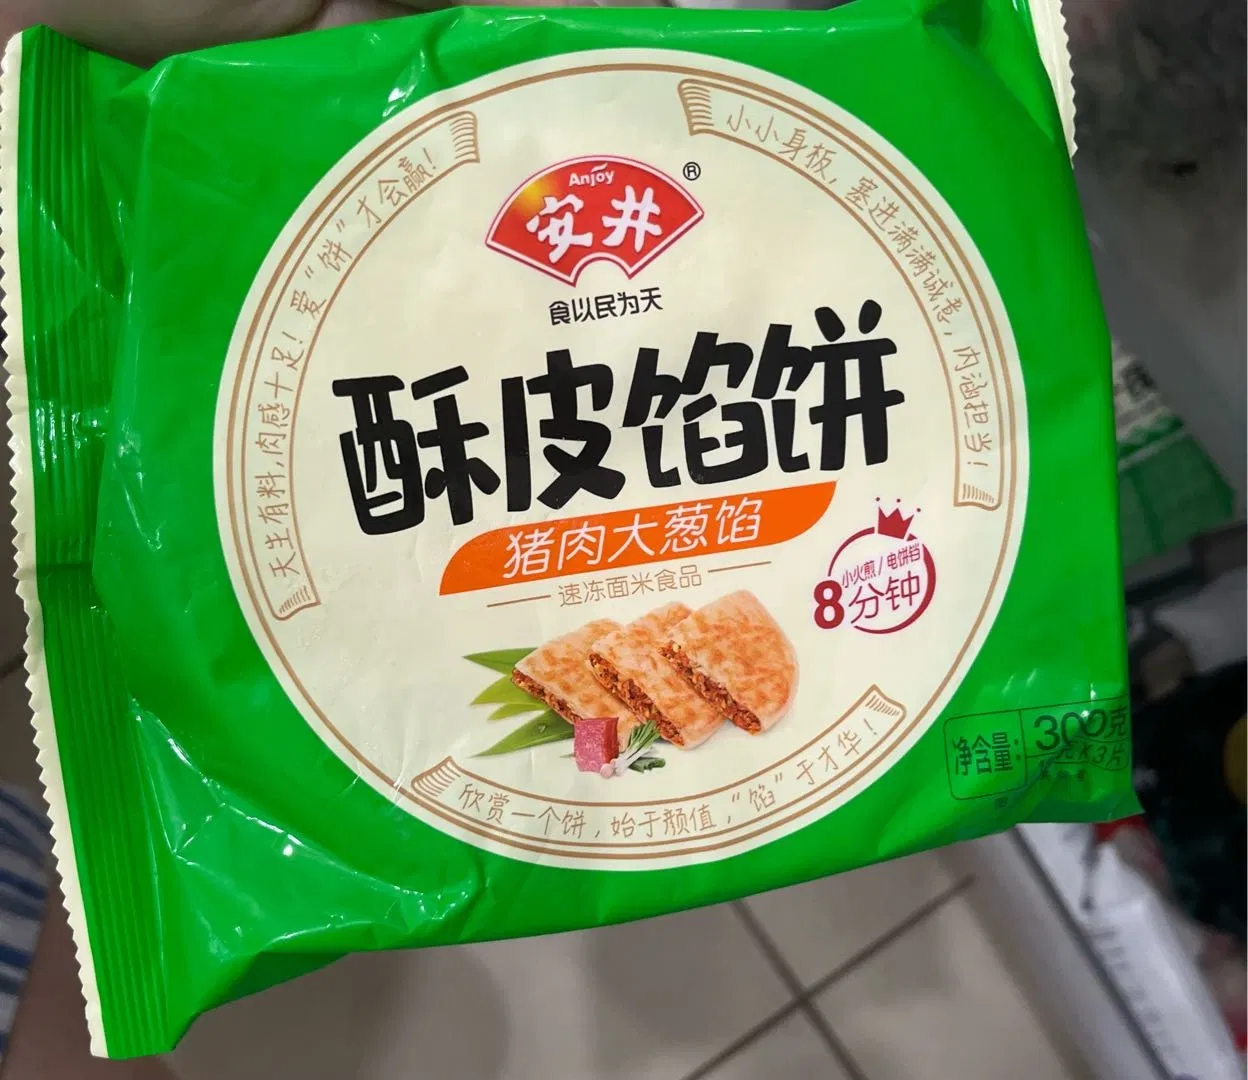 Anjoy
®
安井
食以民为天
天生有料,肉感十足!爱“饼”才会赢!
小小身板,塞进满满诚意,内涵担当!
酥皮馅饼
猪肉大葱馅
速冻面米食品
小火煎/电饼铛
8分钟
欣赏一个饼,始于颜值,“馅”于才华!
净含量:
300克